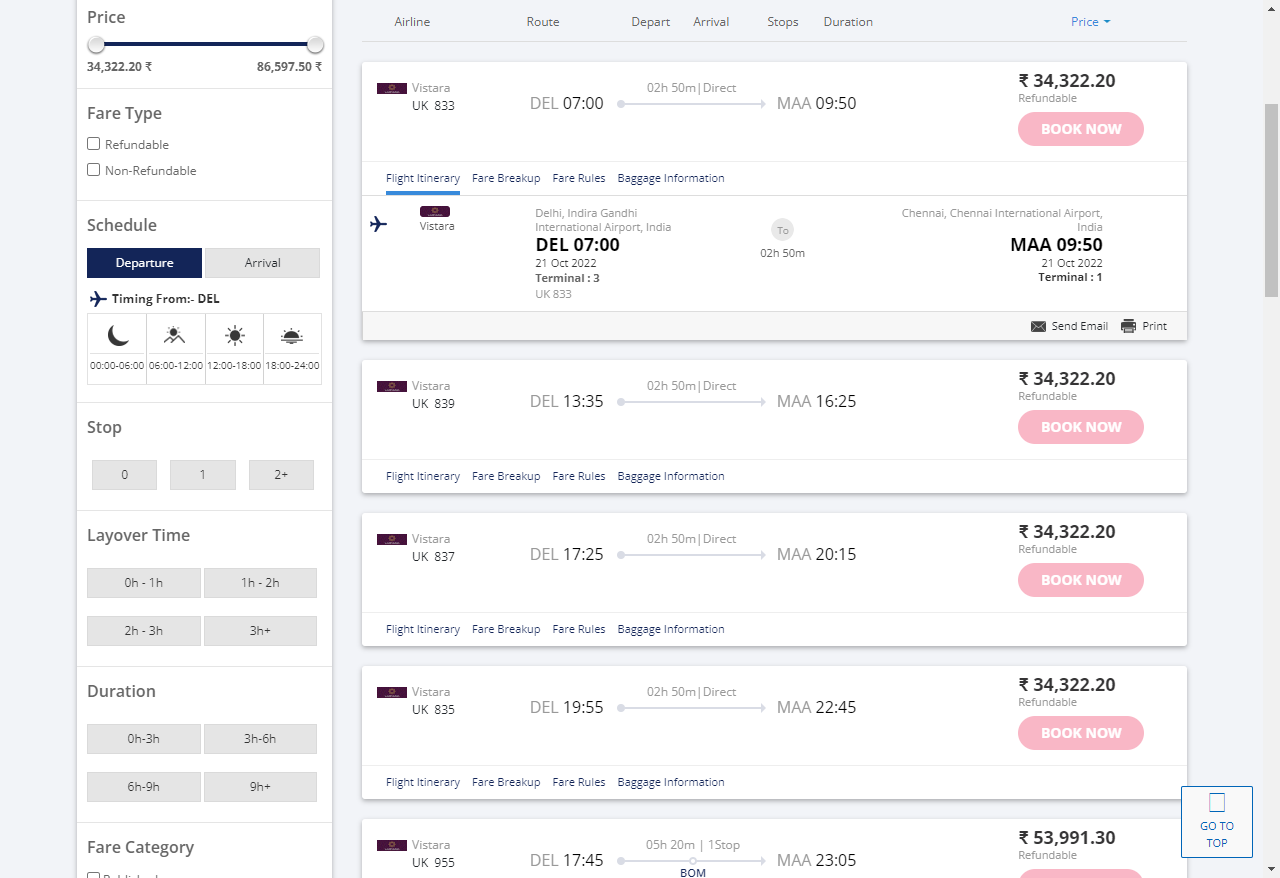 Price
34,322.20 ₹ 86,597.50 ₹
Fare Type
Refundable
Non-Refundable
Schedule
Departure Arrival
Timing From:- DEL
00:00-06:00 06:00-12:00 12:00-18:00 18:00-24:00
Stop
0 1 2+
Layover Time
0h - 1h 1h - 2h
2h - 3h 3h+
Duration
0h-3h 3h-6h
6h-9h 9h+
Fare Category
Airline Route Depart Arrival Stops Duration Price
Vistara
UK 833
DEL 07:00
02h 50m|Direct
MAA 09:50
₹ 34,322.20
Refundable
BOOK NOW
Flight Itinerary Fare Breakup Fare Rules Baggage Information
Vistara
Delhi, Indira Gandhi
International Airport, India
DEL 07:00
21 Oct 2022
Terminal : 3
UK 833
To
02h 50m
Chennai, Chennai International Airport,
India
MAA 09:50
21 Oct 2022
Terminal : 1
Send Email Print
Vistara
UK 839
DEL 13:35
02h 50m|Direct
MAA 16:25
₹ 34,322.20
Refundable
BOOK NOW
Flight Itinerary Fare Breakup Fare Rules Baggage Information
Vistara
UK 837
DEL 17:25
02h 50m|Direct
MAA 20:15
₹ 34,322.20
Refundable
BOOK NOW
Flight Itinerary Fare Breakup Fare Rules Baggage Information
Vistara
UK 835
DEL 19:55
02h 50m|Direct
MAA 22:45
₹ 34,322.20
Refundable
BOOK NOW
Flight Itinerary Fare Breakup Fare Rules Baggage Information
Vistara
UK 955
DEL 17:45
05h 20m | 1Stop
BOM
MAA 23:05
₹ 53,991.30
Refundable
GO TO
TOP